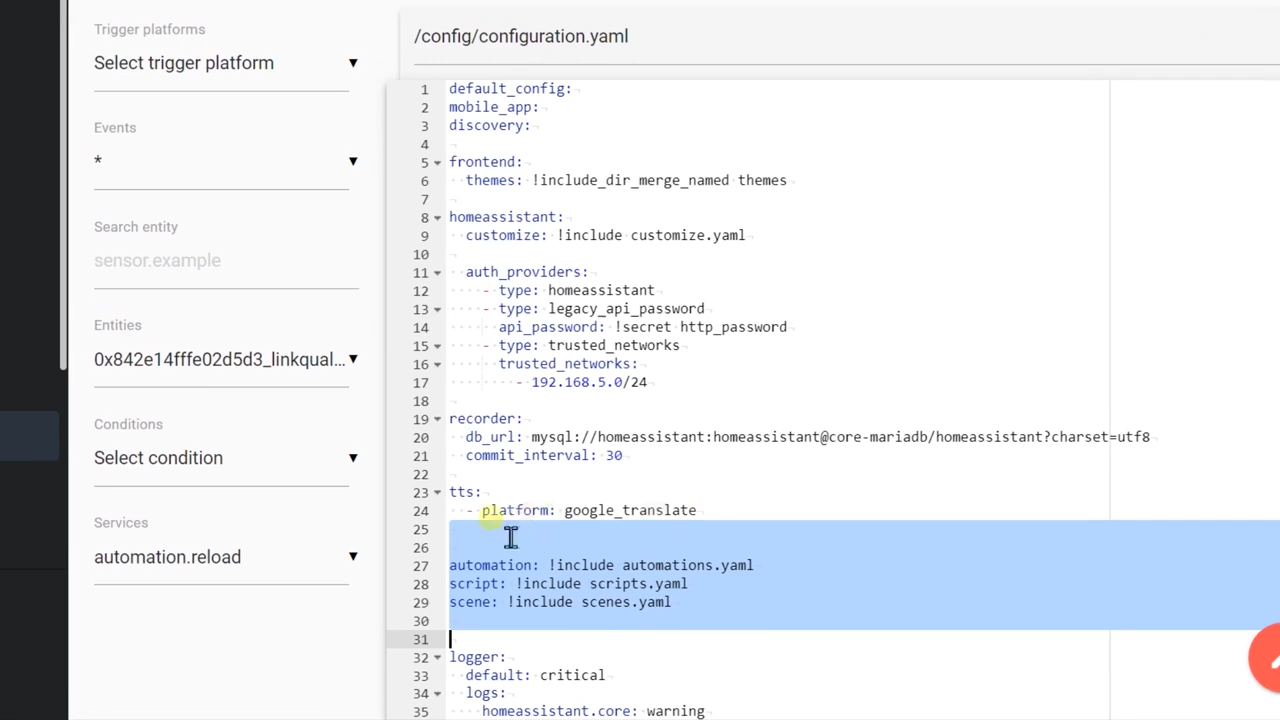 Trigger platforms
Select trigger platform
Events
*
Search entity
sensor.example
Entities
0x842e14fffe02d5d3_linkqual...
Conditions
Select condition
Services
automation.reload
/config/configuration.yaml
1 default_config:
2 mobile_app:
3 discovery:
4
5 frontend:
6   themes: !include_dir_merge_named themes
7
8 homeassistant:
9   customize: !include customize.yaml
10
11   auth_providers:
12     - type: homeassistant
13     - type: legacy_api_password
14       api_password: !secret http_password
15     - type: trusted_networks
16       trusted_networks:
17         - 192.168.5.0/24
18
19 recorder:
20   db_url: mysql://homeassistant:homeassistant@core-mariadb/homeassistant?charset=utf8
21   commit_interval: 30
22
23 tts:
24   - platform: google_translate
25
26
27 automation: !include automations.yaml
28 script: !include scripts.yaml
29 scene: !include scenes.yaml
30
31
32 logger:
33   default: critical
34   logs:
35     homeassistant.core: warning